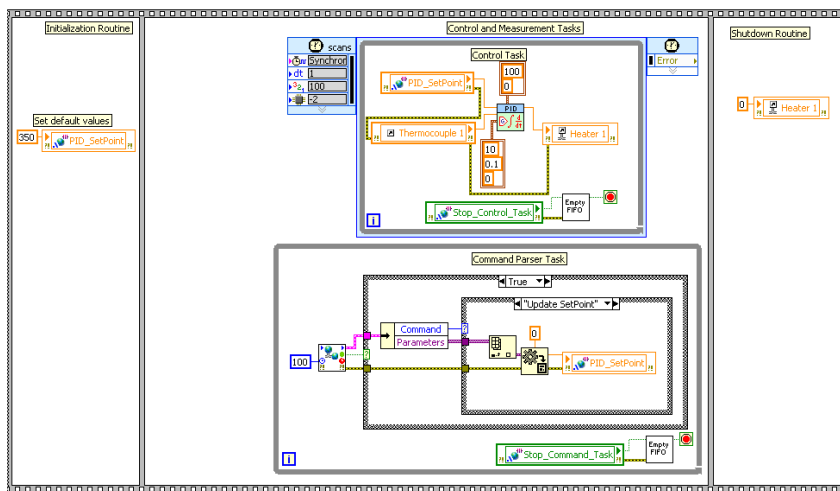 Initialization Routine
Set default values
350
PID_SetPoint
Control and Measurement Tasks
scans
Synchron
dt
1
100
-2
Error
Control Task
100
0
PID_SetPoint
PID
Thermocouple 1
Heater 1
10
0.1
0
Stop_Control_Task
Empty
FIFO
i
Command Parser Task
True
"Update SetPoint"
Command
Parameters
0
100
PID_SetPoint
Stop_Command_Task
Empty
FIFO
i
Shutdown Routine
0
Heater 1